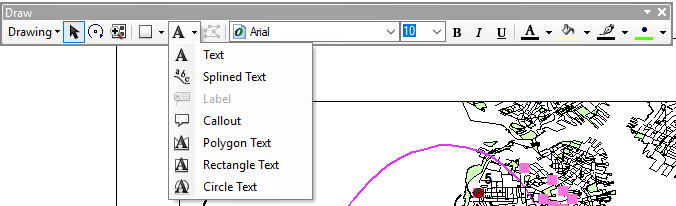 Draw
Drawing A Arial 10 B I U A
Text
Splined Text
Label
Callout
Polygon Text
Rectangle Text
Circle Text